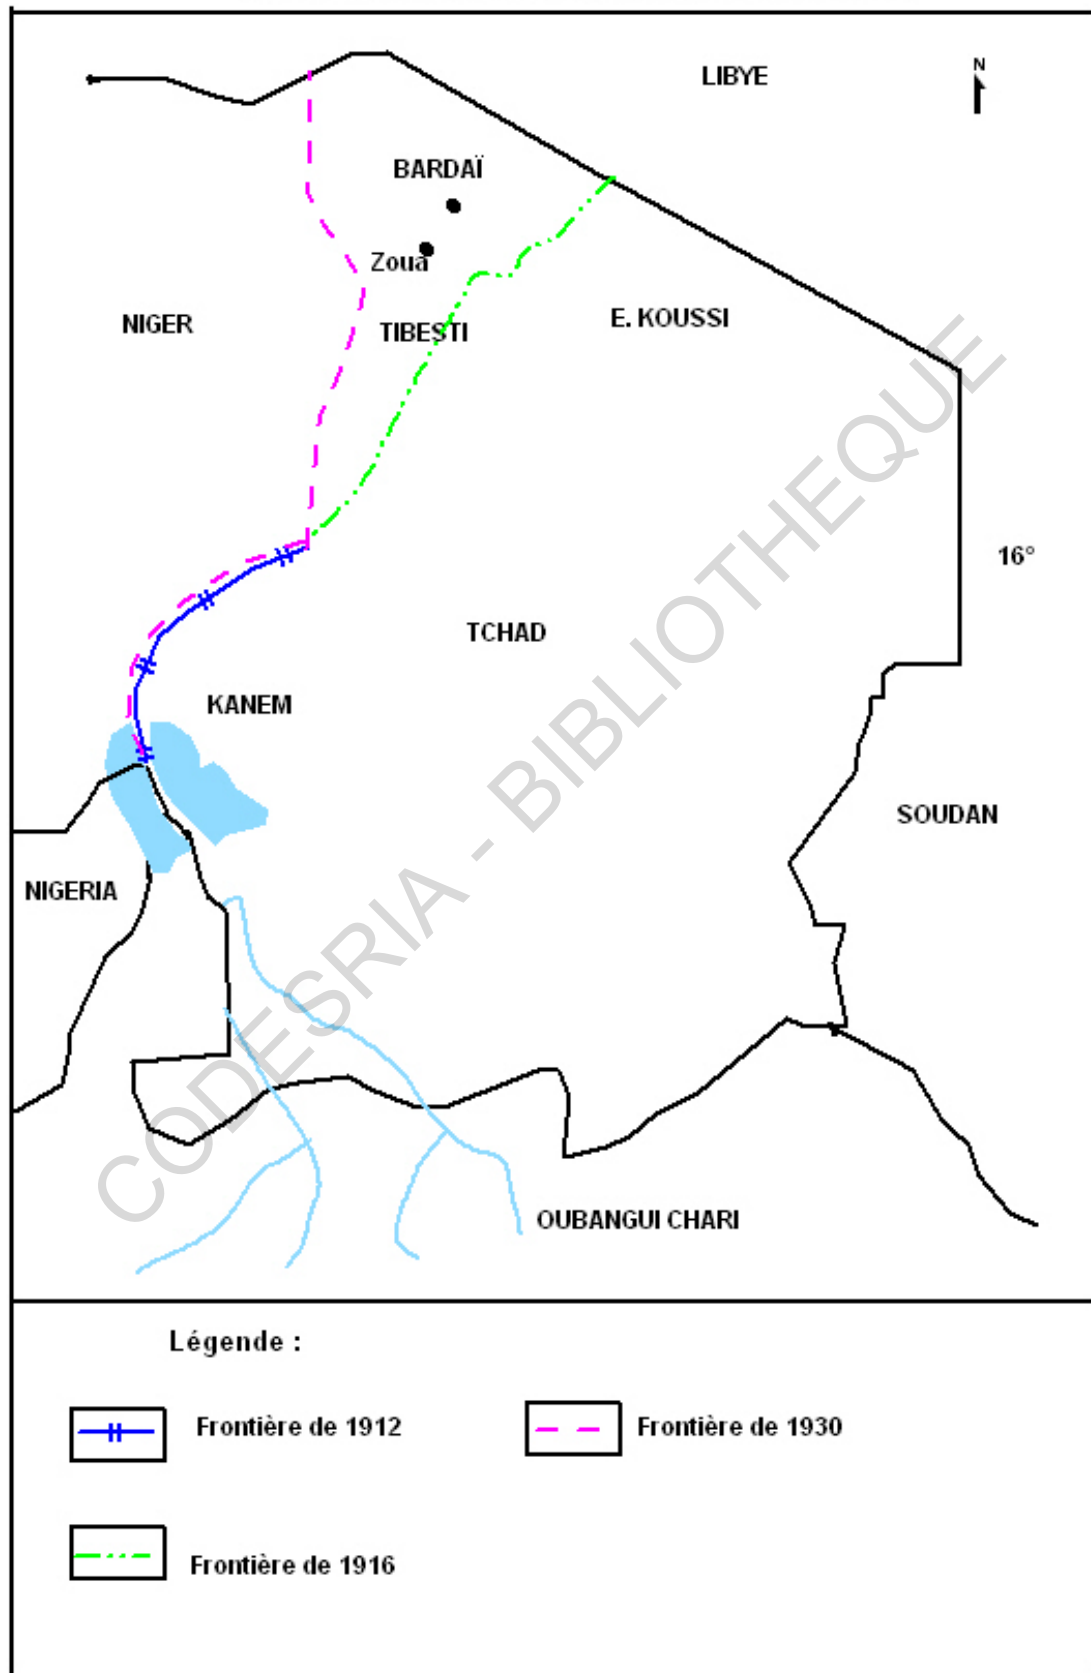 LIBYE
N
BARDAÏ
Zoua
NIGER
TIBESTI
E. KOUSSI
16°
TCHAD
KANEM
SOUDAN
NIGERIA
OUBANGUI CHARI
CODESRIA - BIBLIOTHEQUE
Légende :
Frontière de 1912
Frontière de 1930
Frontière de 1916